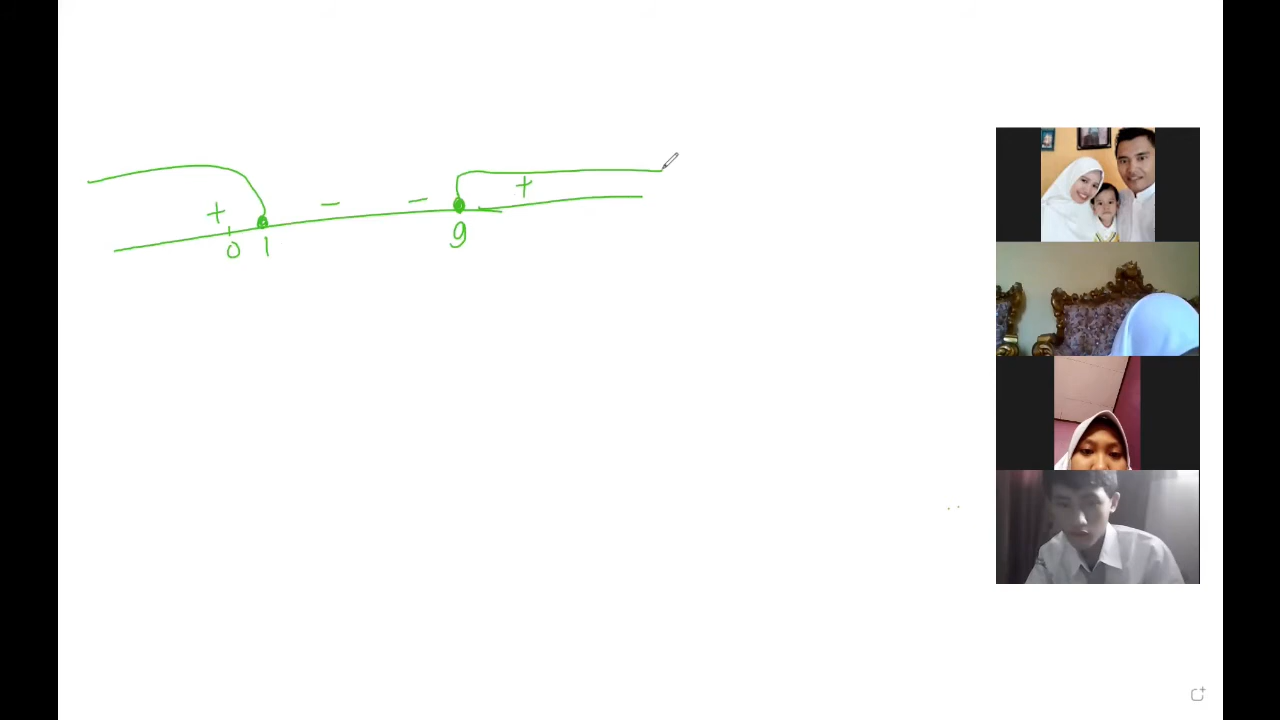 + - - +
0 1 9